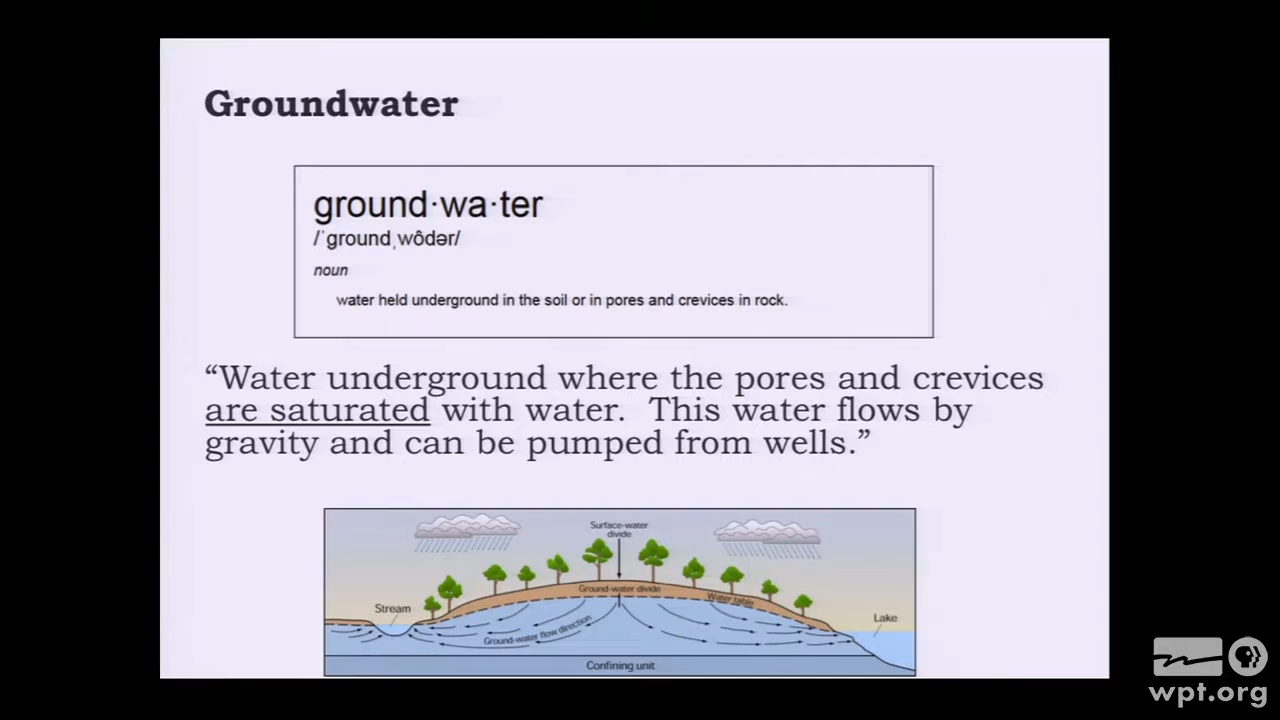 Groundwater
ground·wa·ter
/ˈgroundˌwôdər/
noun
water held underground in the soil or in pores and crevices in rock.
“Water underground where the pores and crevices
are saturated with water.  This water flows by
gravity and can be pumped from wells.”
Surface-water
divide
Ground-water divide
Water table
Stream
Ground-water flow direction
Lake
Confining unit
PBS
wpt.org